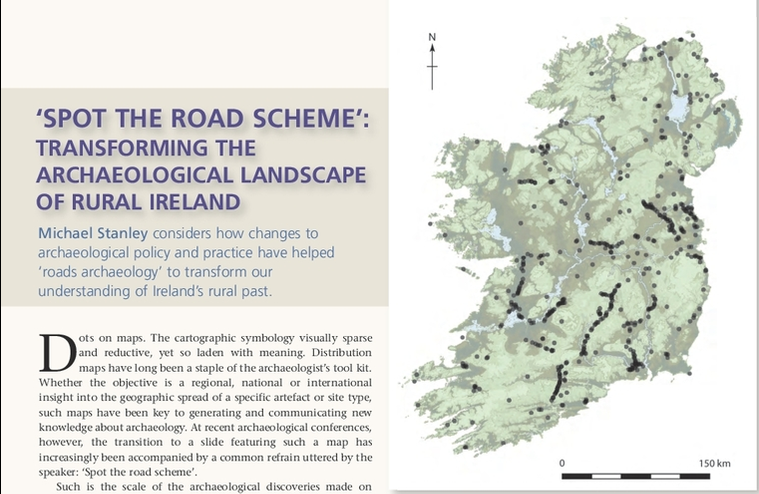 ‘SPOT THE ROAD SCHEME’:
TRANSFORMING THE
ARCHAEOLOGICAL LANDSCAPE
OF RURAL IRELAND
Michael Stanley considers how changes to
archaeological policy and practice have helped
‘roads archaeology’ to transform our
understanding of Ireland’s rural past.
Dots on maps. The cartographic symbology visually sparse
and reductive, yet so laden with meaning. Distribution
maps have long been a staple of the archaeologist’s tool kit.
Whether the objective is a regional, national or international
insight into the geographic spread of a specific artefact or site type,
such maps have been key to generating and communicating new
knowledge about archaeology. At recent archaeological conferences,
however, the transition to a slide featuring such a map has
increasingly been accompanied by a common refrain uttered by the
speaker: ‘Spot the road scheme’.
Such is the scale of the archaeological discoveries made on
N
0 150 km